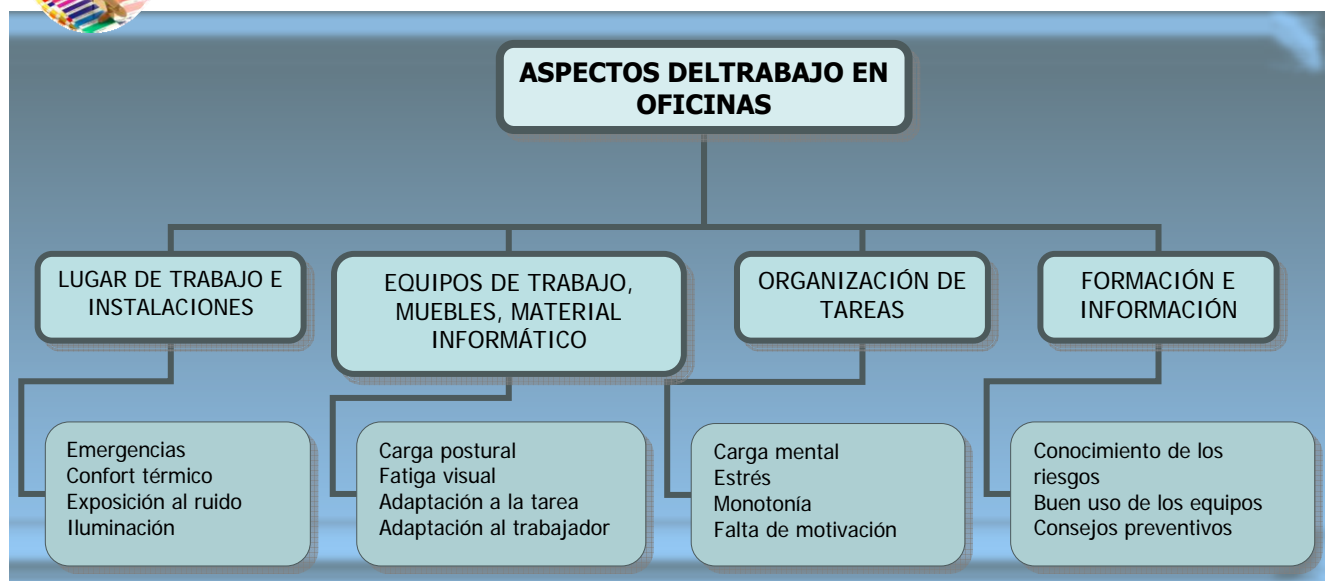 ASPECTOS DELTRABAJO EN
OFICINAS
LUGAR DE TRABAJO E
INSTALACIONES
EQUIPOS DE TRABAJO,
MUEBLES, MATERIAL
INFORMÁTICO
ORGANIZACIÓN DE
TAREAS
FORMACIÓN E
INFORMACIÓN
Emergencias
Confort térmico
Exposición al ruido
Iluminación
Carga postural
Fatiga visual
Adaptación a la tarea
Adaptación al trabajador
Carga mental
Estrés
Monotonía
Falta de motivación
Conocimiento de los
riesgos
Buen uso de los equipos
Consejos preventivos